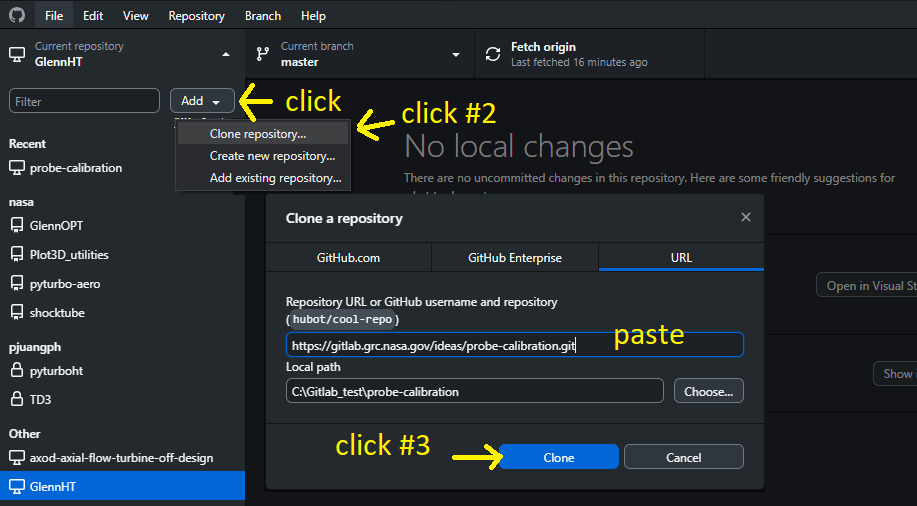 File Edit View Repository Branch Help
Current repository
GlennHT
Current branch
master
Fetch origin
Last fetched 16 minutes ago
Filter
Add
click
click #2
Clone repository...
Create new repository...
Add existing repository...
No local changes
There are no uncommitted changes in this repository. Here are some friendly suggestions for
Recent
probe-calibration
nasa
GlennOPT
Plot3D_utilities
pyturbo-aero
shocktube
pjuangph
pyturboht
TD3
Other
axod-axial-flow-turbine-off-design
GlennHT
Clone a repository
GitHub.com
GitHub Enterprise
URL
Repository URL or GitHub username and repository
(hubot/cool-repo)
https://gitlab.grc.nasa.gov/ideas/probe-calibration.git
paste
Local path
C:\Gitlab_test\probe-calibration
Choose...
click #3
Clone
Cancel
Open in Visual St
Show